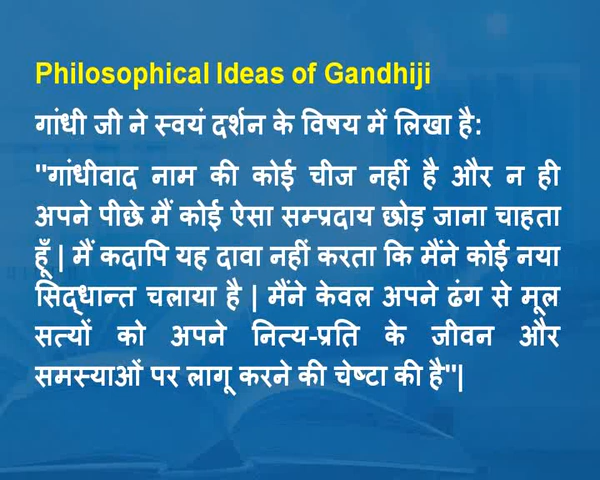 Philosophical Ideas of Gandhiji
गांधी जी ने स्वयं दर्शन के विषय में लिखा है:
"गांधीवाद नाम की कोई चीज नहीं है और न ही
अपने पीछे मैं कोई ऐसा सम्प्रदाय छोड़ जाना चाहता
हूँ | मैं कदापि यह दावा नहीं करता कि मैंने कोई नया
सिद्धान्त चलाया है | मैंने केवल अपने ढंग से मूल
सत्यों को अपने नित्य-प्रति के जीवन और
समस्याओं पर लागू करने की चेष्टा की है"|